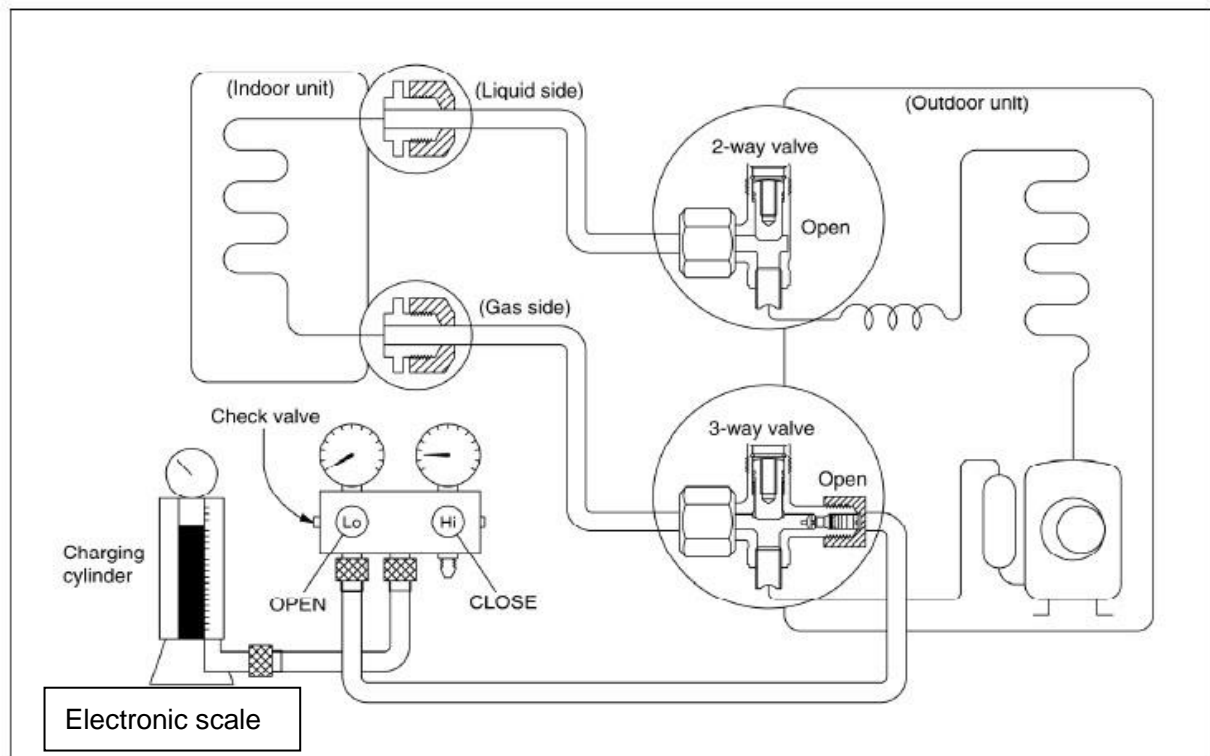 (Indoor unit)
(Liquid side)
(Outdoor unit)
2-way valve
Open
(Gas side)
Check valve
3-way valve
Open
Lo
Hi
Charging
cylinder
OPEN
CLOSE
Electronic scale